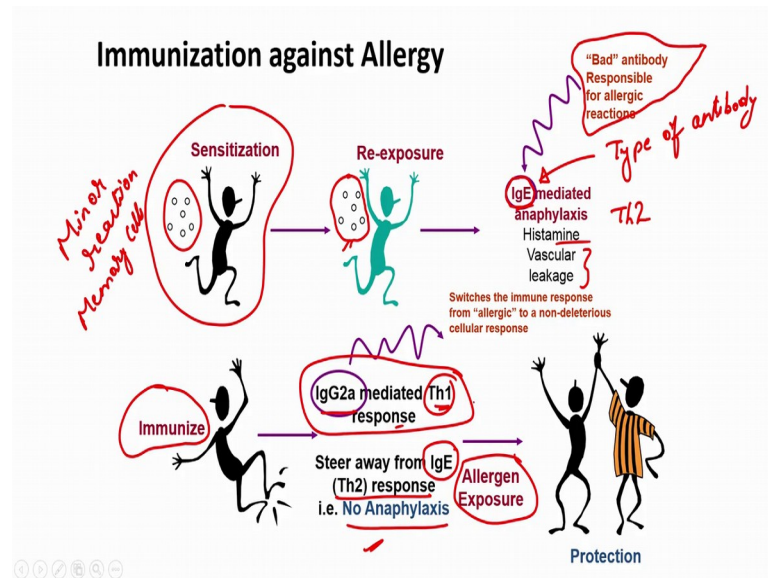 Immunization against Allergy
"Bad" antibody
Responsible
for allergic
reactions
Type of antibody
Sensitization
Re-exposure
Minor
reaction
Memory cells
IgE mediated
anaphylaxis
Th2
Histamine
Vascular
leakage
Switches the immune response
from "allergic" to a non-deleterious
cellular response
Immunize
IgG2a mediated Th1
response
Steer away from IgE
(Th2) response
i.e. No Anaphylaxis
Allergen
Exposure
Protection